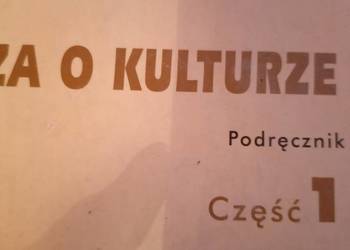 ZA O KULTURZE
Podręcznik
Część 1